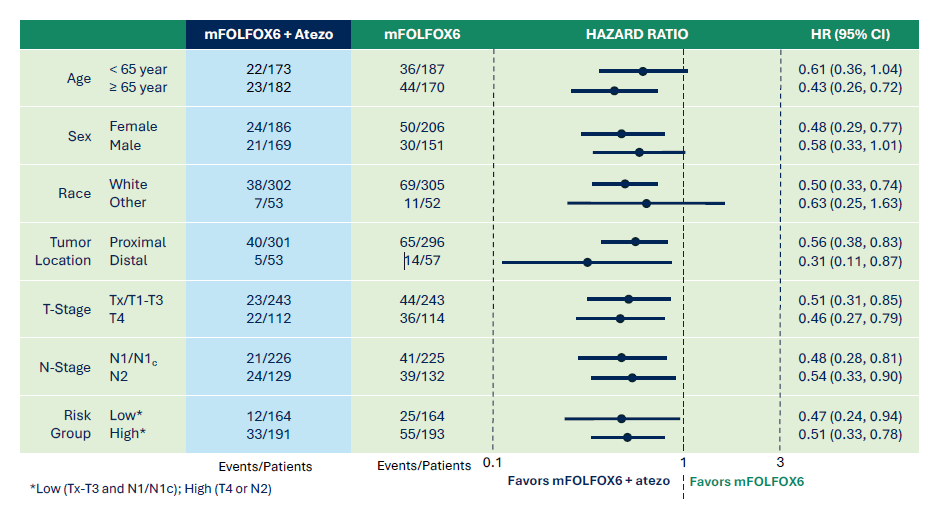 mFOLFOX6 + Atezo mFOLFOX6 HAZARD RATIO HR (95% CI)
Age < 65 year 22/173 36/187 0.61 (0.36, 1.04)
≥ 65 year 23/182 44/170 0.43 (0.26, 0.72)
Sex Female 24/186 50/206 0.48 (0.29, 0.77)
Male 21/169 30/151 0.58 (0.33, 1.01)
Race White 38/302 69/305 0.50 (0.33, 0.74)
Other 7/53 11/52 0.63 (0.25, 1.63)
Tumor Proximal 40/301 65/296 0.56 (0.38, 0.83)
Location Distal 5/53 14/57 0.31 (0.11, 0.87)
T-Stage Tx/T1-T3 23/243 44/243 0.51 (0.31, 0.85)
T4 22/112 36/114 0.46 (0.27, 0.79)
N-Stage N1/N1c 21/226 41/225 0.48 (0.28, 0.81)
N2 24/129 39/132 0.54 (0.33, 0.90)
Risk Low* 12/164 25/164 0.47 (0.24, 0.94)
Group High* 33/191 55/193 0.51 (0.33, 0.78)
Events/Patients Events/Patients 0.1 1 3
Favors mFOLFOX6 + atezo Favors mFOLFOX6
*Low (Tx-T3 and N1/N1c); High (T4 or N2)